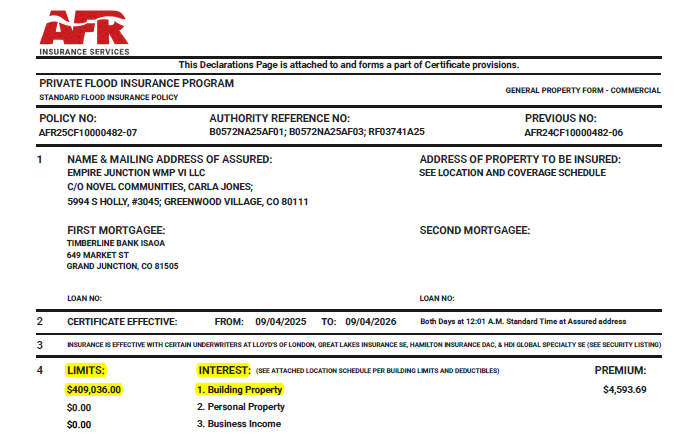 AFR
INSURANCE SERVICES
This Declarations Page is attached to and forms a part of Certificate provisions.
PRIVATE FLOOD INSURANCE PROGRAM
STANDARD FLOOD INSURANCE POLICY
GENERAL PROPERTY FORM - COMMERCIAL
POLICY NO: AUTHORITY REFERENCE NO: PREVIOUS NO:
AFR25CF10000482-07 B0572NA25AF01; B0572NA25AF03; RF03741A25 AFR24CF10000482-06
1 NAME & MAILING ADDRESS OF ASSURED: ADDRESS OF PROPERTY TO BE INSURED:
EMPIRE JUNCTION WMP VI LLC SEE LOCATION AND COVERAGE SCHEDULE
C/O NOVEL COMMUNITIES, CARLA JONES;
5994 S HOLLY, #3045; GREENWOOD VILLAGE, CO 80111
FIRST MORTGAGEE: SECOND MORTGAGEE:
TIMBERLINE BANK ISAOA
649 MARKET ST
GRAND JUNCTION, CO 81505
LOAN NO: LOAN NO:
2 CERTIFICATE EFFECTIVE: FROM: 09/04/2025 TO: 09/04/2026 Both Days at 12:01 A.M. Standard Time at Assured address
3 INSURANCE IS EFFECTIVE WITH CERTAIN UNDERWRITERS AT LLOYD'S OF LONDON, GREAT LAKES INSURANCE SE, HAMILTON INSURANCE DAC, & HDI GLOBAL SPECIALTY SE (SEE SECURITY LISTING)
4 LIMITS: INTEREST: (SEE ATTACHED LOCATION SCHEDULE PER BUILDING LIMITS AND DEDUCTIBLES) PREMIUM:
$409,036.00 1. Building Property $4,593.69
$0.00 2. Personal Property
$0.00 3. Business Income